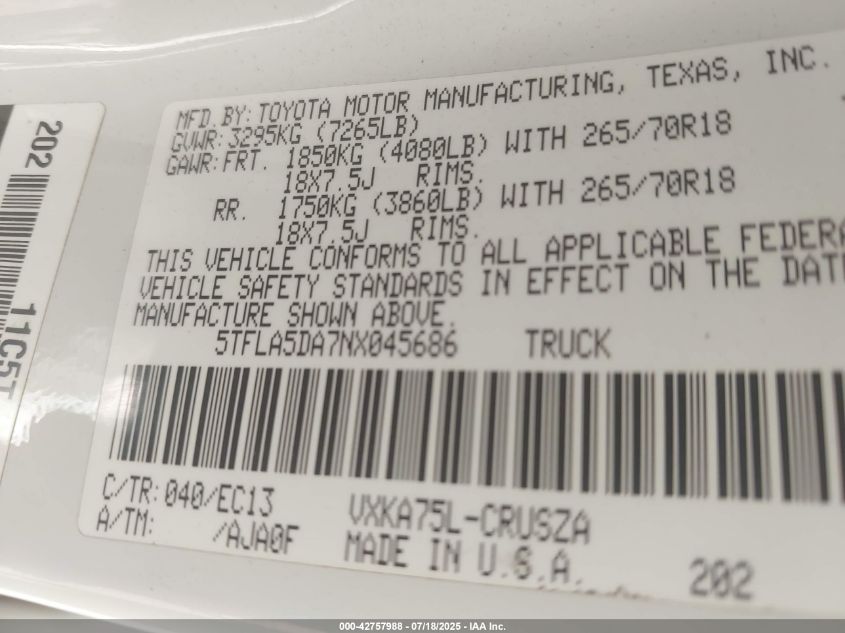 MFD.BY:TOYOTA MOTOR MANUFACTURING, TEXAS, INC.
GVWR:3295KG (7265LB)
GAWR:FRT. 1850KG (4080LB) WITH 265/70R18
18X7.5J RIMS.
RR. 1750KG (3860LB) WITH 265/70R18
18X7.5J RIMS.
THIS VEHICLE CONFORMS TO ALL APPLICABLE FEDERA
VEHICLE SAFETY STANDARDS IN EFFECT ON THE DAT
MANUFACTURE SHOWN ABOVE.
5TFLA5DA7NX045686 TRUCK
C/TR:040/EC13 VXKA75L-CRUSZA
A/TM: /AJA0F MADE IN U.S.A.
202
202
11C5
000-42757988 - 07/18/2025 - IAA Inc.